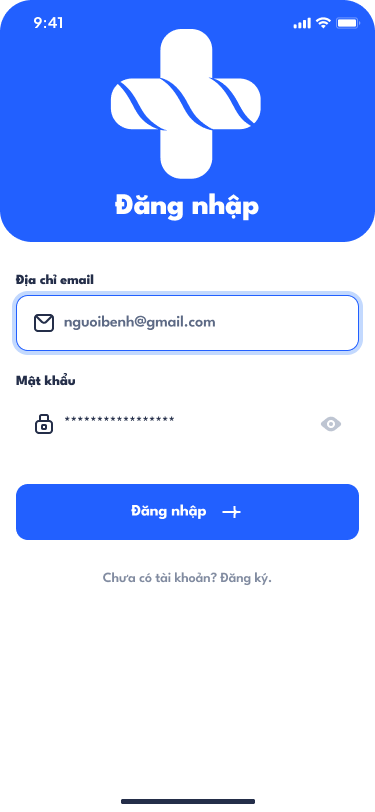 9:41
Đăng nhập
Địa chỉ email
nguoibenh@gmail.com
Mật khẩu
*****************
Đăng nhập
Chưa có tài khoản? Đăng ký.